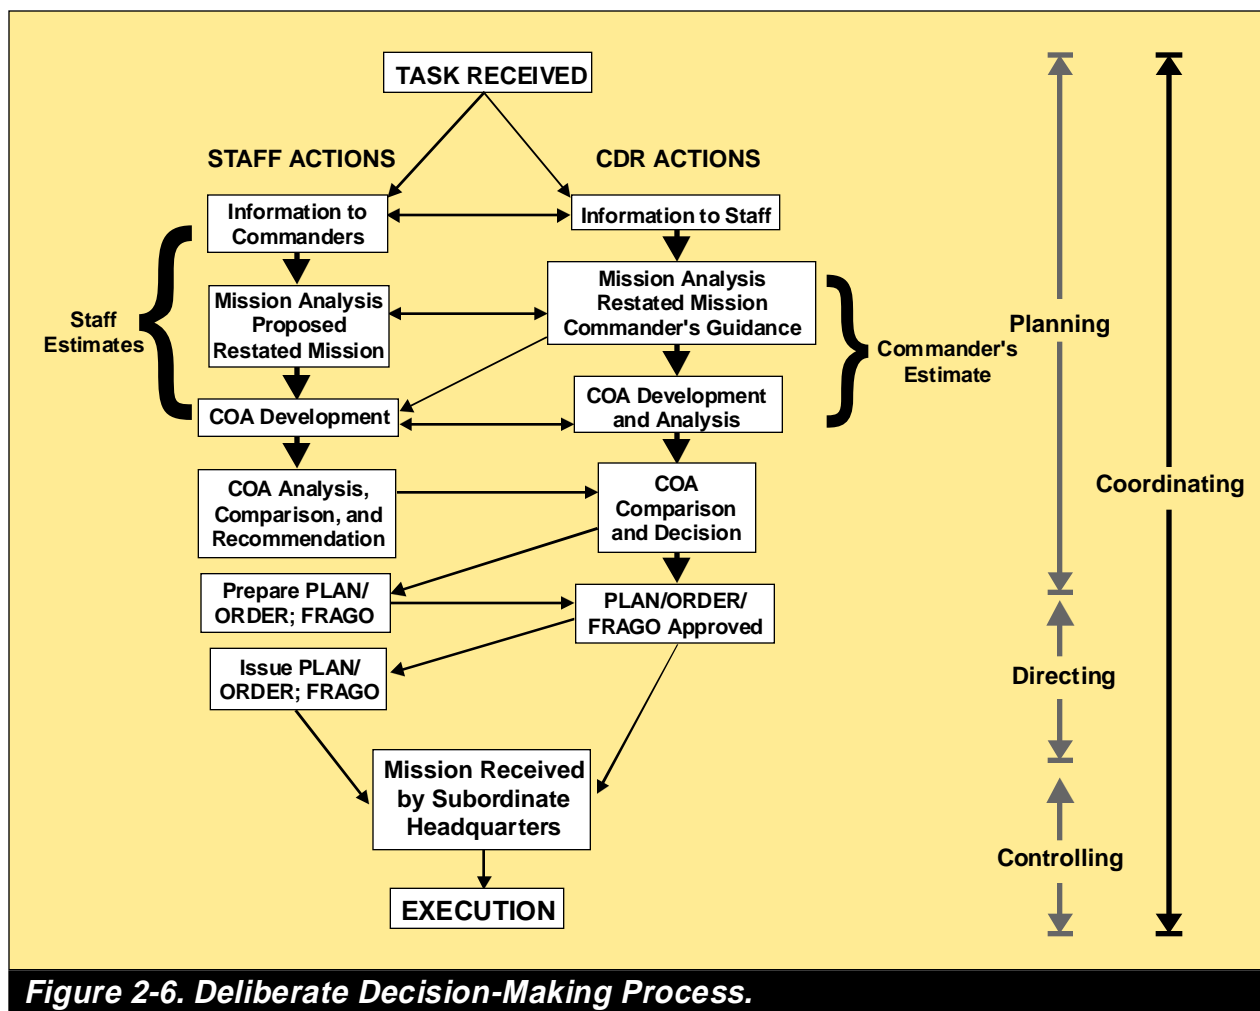 TASK RECEIVED
STAFF ACTIONS
CDR ACTIONS
Information to
Commanders
Information to Staff
Mission Analysis
Proposed
Restated Mission
Mission Analysis
Restated Mission
Commander's Guidance
Staff
Estimates
Commander's
Estimate
COA Development
COA Development
and Analysis
COA Analysis,
Comparison, and
Recommendation
COA
Comparison
and Decision
Prepare PLAN/
ORDER; FRAGO
PLAN/ORDER/
FRAGO Approved
Issue PLAN/
ORDER; FRAGO
Mission Received
by Subordinate
Headquarters
EXECUTION
Planning
Coordinating
Directing
Controlling
Figure 2-6. Deliberate Decision-Making Process.